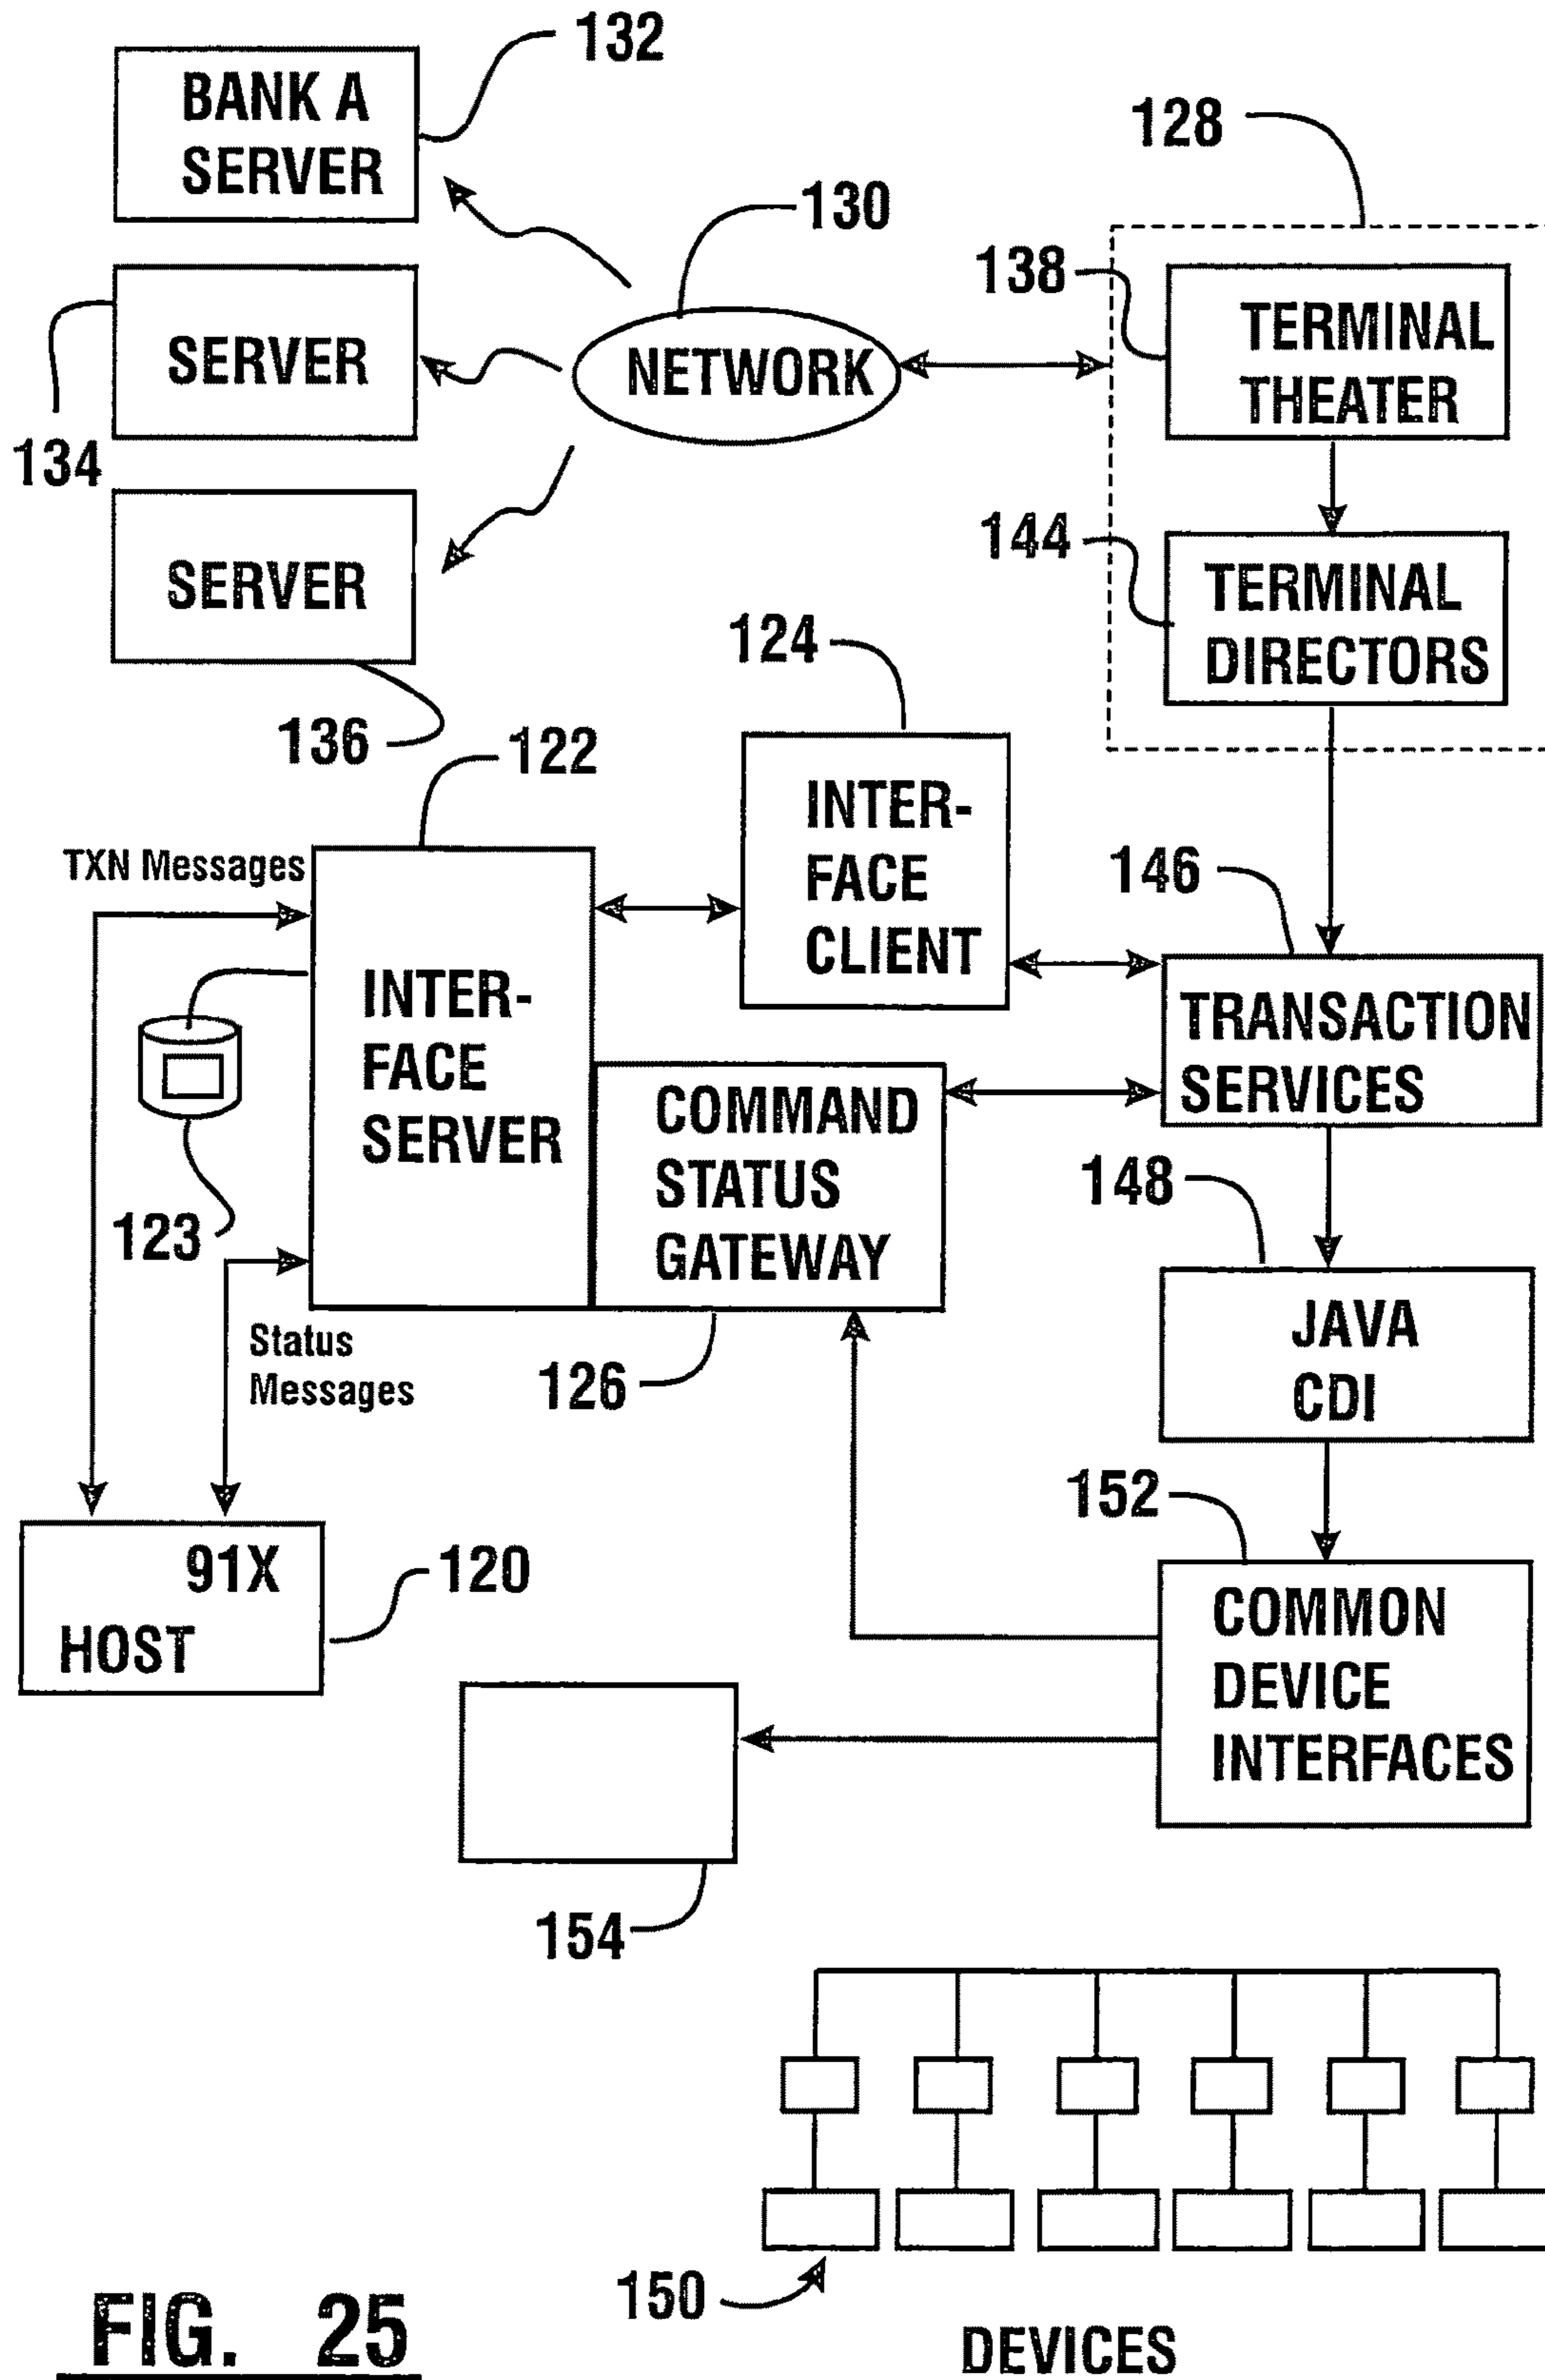 132
BANK A
SERVER
128
130
138
TERMINAL
THEATER
NETWORK
SERVER
134
144
TERMINAL
DIRECTORS
SERVER
124
136
122
INTER-
FACE
CLIENT
TXN Messages
146
INTER-
FACE
SERVER
TRANSACTION
SERVICES
COMMAND
STATUS
GATEWAY
123
148
Status
Messages
126
JAVA
CDI
152
91X
HOST
120
COMMON
DEVICE
INTERFACES
154
150
DEVICES
FIG. 25